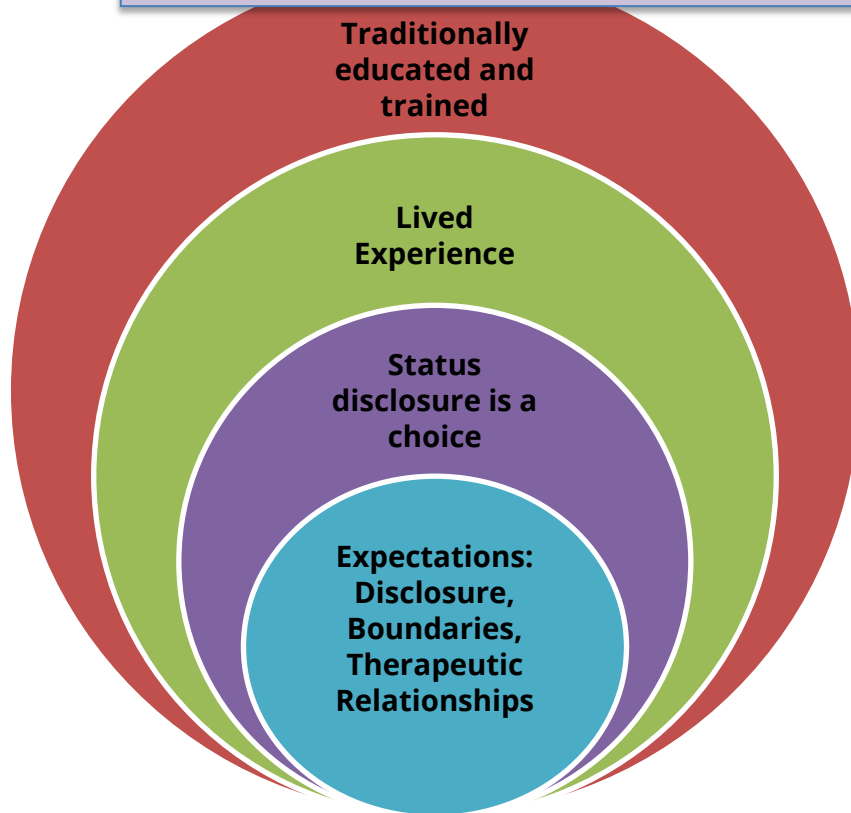 Traditionally
educated and
trained
Lived
Experience
Status
disclosure is a
choice
Expectations:
Disclosure,
Boundaries,
Therapeutic
Relationships